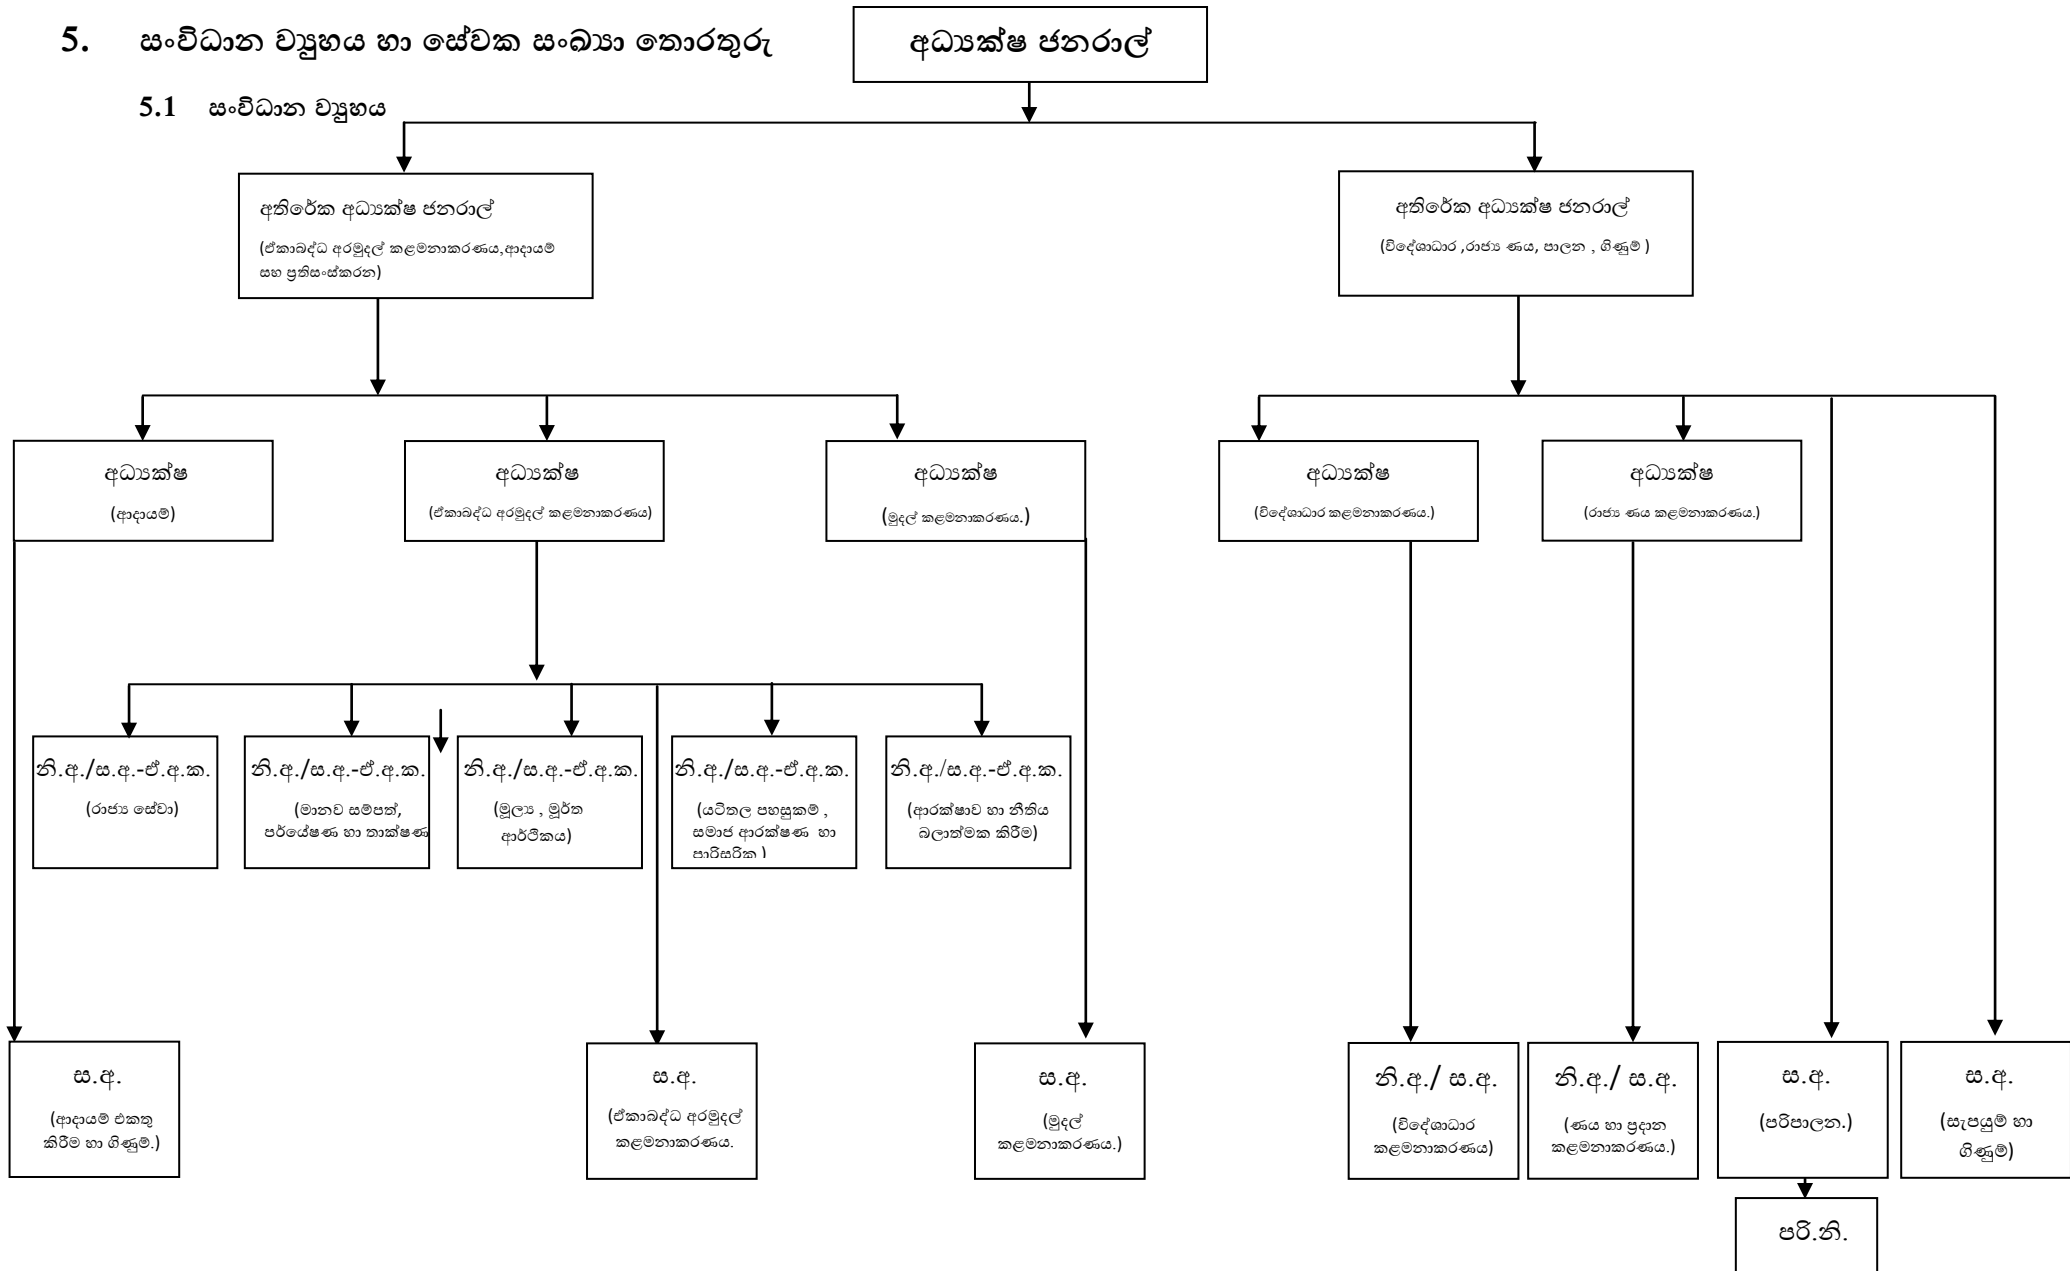 5. සංවිධාන ව්‍යුහය හා සේවක සංඛ්‍යා තොරතුරු
අධ්‍යක්ෂ ජනරාල්
5.1 සංවිධාන ව්‍යුහය
අතිරේක අධ්‍යක්ෂ ජනරාල්
(ඒකාබද්ධ අරමුදල් කළමනාකරණය,ආදායම්
සහ ප්‍රතිසංස්කරන)
අතිරේක අධ්‍යක්ෂ ජනරාල්
(විදේශාධාර ,රාජ්‍ය ණය, පාලන , ගිණුම් )
අධ්‍යක්ෂ
(ආදායම්)
අධ්‍යක්ෂ
(ඒකාබද්ධ අරමුදල් කළමනාකරණය)
අධ්‍යක්ෂ
(මුදල් කළමනාකරණය.)
අධ්‍යක්ෂ
(විදේශාධාර කළමනාකරණය.)
අධ්‍යක්ෂ
(රාජ්‍ය ණය කළමනාකරණය.)
නි.අ./ස.අ.-ඒ.අ.ක.
(රාජ්‍ය සේවා)
නි.අ./ස.අ.-ඒ.අ.ක.
(මානව සම්පත්,
පර්යේෂණ හා තාක්ෂණ
නි.අ./ස.අ.-ඒ.අ.ක.
(මූල්‍ය , මූර්ත
ආර්ථිකය)
නි.අ./ස.අ.-ඒ.අ.ක.
(යටිතල පහසුකම් ,
සමාජ ආරක්ෂණ හා
පාරිසරික )
නි.අ./ස.අ.-ඒ.අ.ක.
(ආරක්ෂාව හා නීතිය
බලාත්මක කිරීම)
ස.අ.
(ආදායම් එකතු
කිරීම හා ගිණුම්.)
ස.අ.
(ඒකාබද්ධ අරමුදල්
කළමනාකරණය.
ස.අ.
(මුදල්
කළමනාකරණය.)
නි.අ./ ස.අ.
(විදේශාධාර
කළමනාකරණය)
නි.අ./ ස.අ.
(ණය හා ප්‍රදාන
කළමනාකරණය.)
ස.අ.
(පරිපාලන.)
ස.අ.
(සැපයුම් හා
ගිණුම්)
පරි.නි.